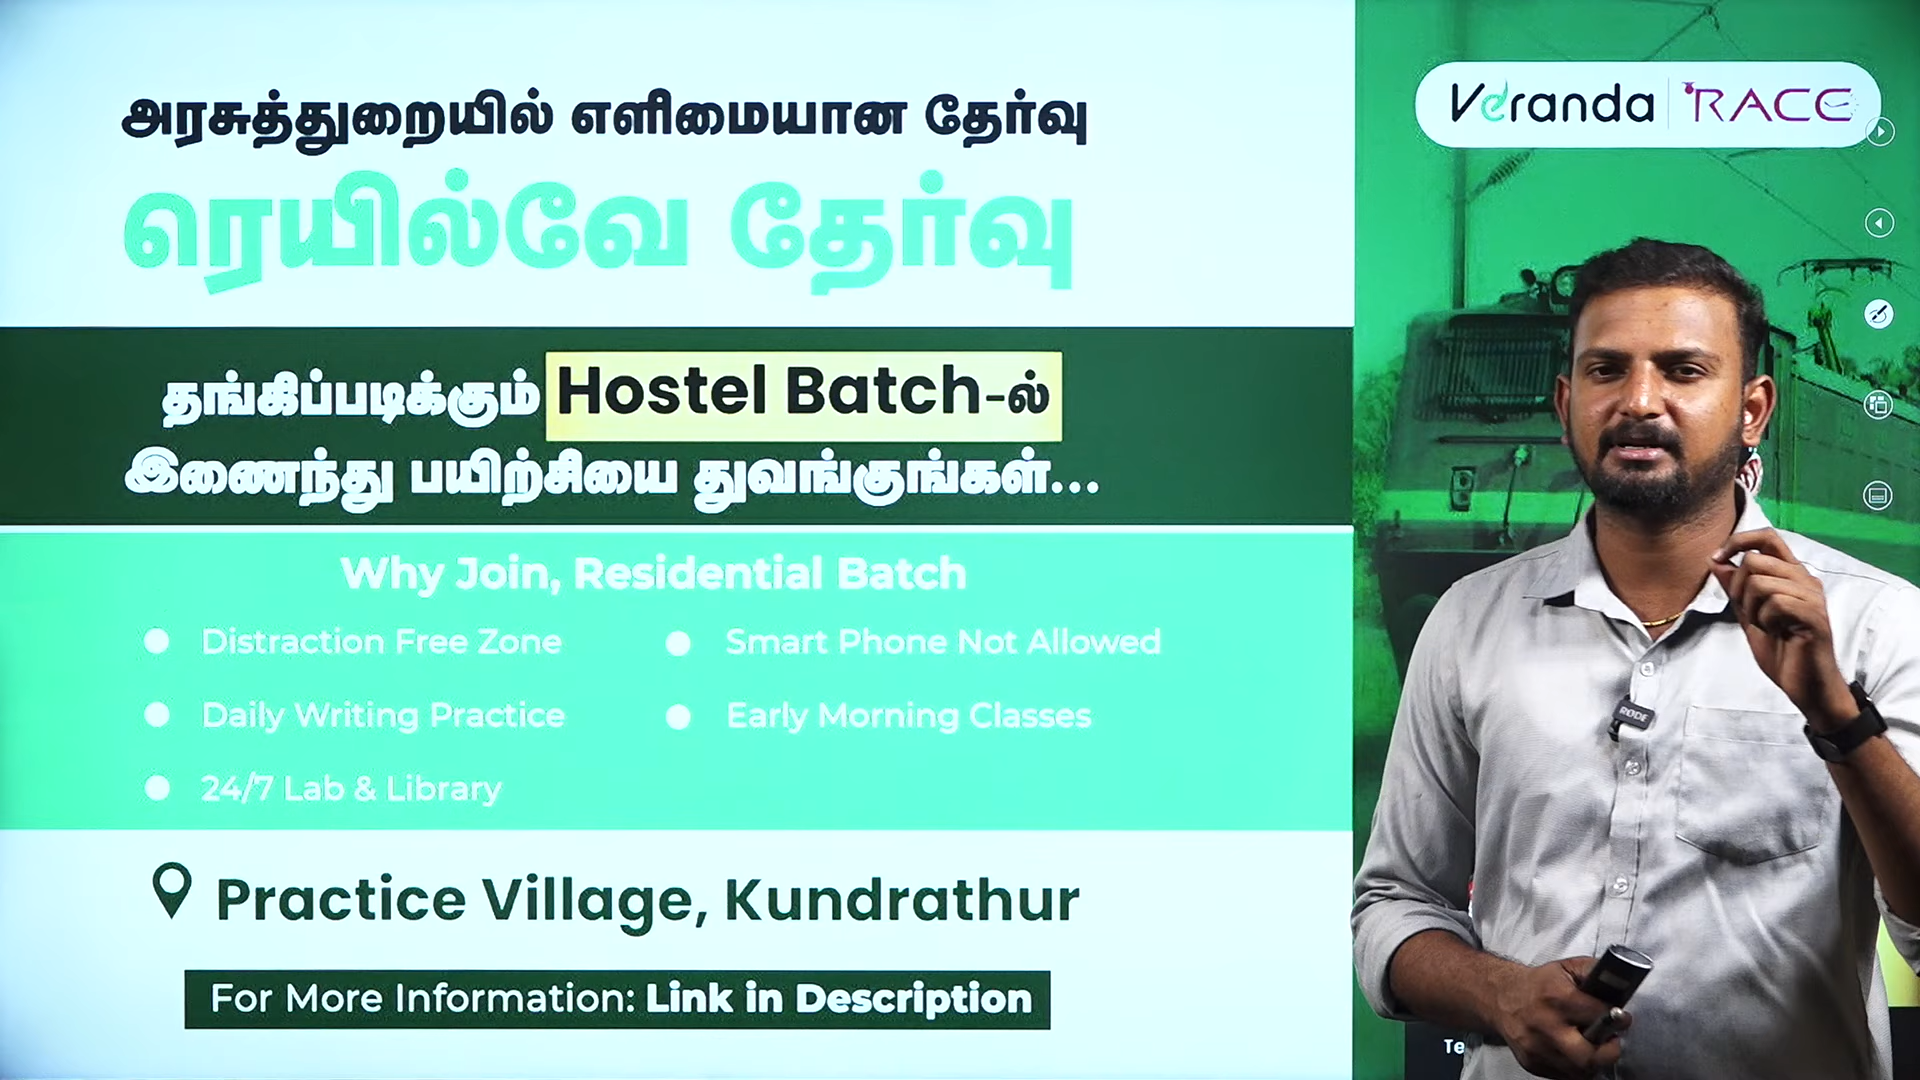 அரசுத்துறையில் எளிமையான தேர்வு
ரெயில்வே தேர்வு
Veranda RACE
தங்கிப்படிக்கும் Hostel Batch-ல்
இணைந்து பயிற்சியை துவங்குங்கள்...
Why Join, Residential Batch
Distraction Free Zone
Smart Phone Not Allowed
Daily Writing Practice
Early Morning Classes
24/7 Lab & Library
Practice Village, Kundrathur
For More Information: Link in Description
RODE